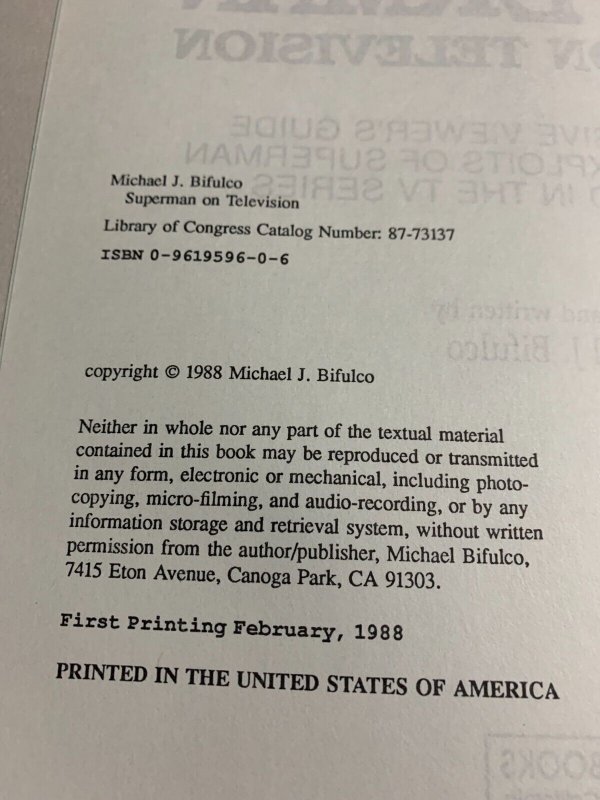 Michael J. Bifulco
Superman on Television
Library of Congress Catalog Number: 87-73137
ISBN 0-9619596-0-6
copyright © 1988 Michael J. Bifulco
Neither in whole nor any part of the textual material
contained in this book may be reproduced or transmitted
in any form, electronic or mechanical, including photo-
copying, micro-filming, and audio-recording, or by any
information storage and retrieval system, without written
permission from the author/publisher, Michael Bifulco,
7415 Eton Avenue, Canoga Park, CA 91303.
First Printing February, 1988
PRINTED IN THE UNITED STATES OF AMERICA